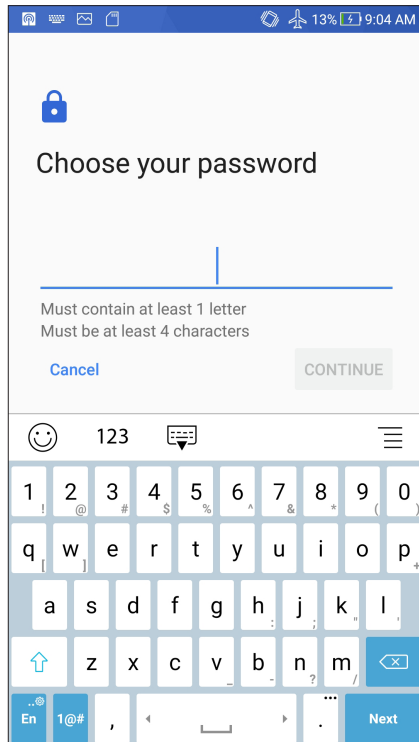 13% 9:04 AM
Choose your password
Must contain at least 1 letter
Must be at least 4 characters
Cancel CONTINUE
123
1 2 3 4 5 6 7 8 9 0
! @ # $ % ^ & * ( )
q w e r t y u i o p
[ ] +
a s d f g h j k l
: ; " '
z x c v b n m
_ - ? /
En 1@# , . Next